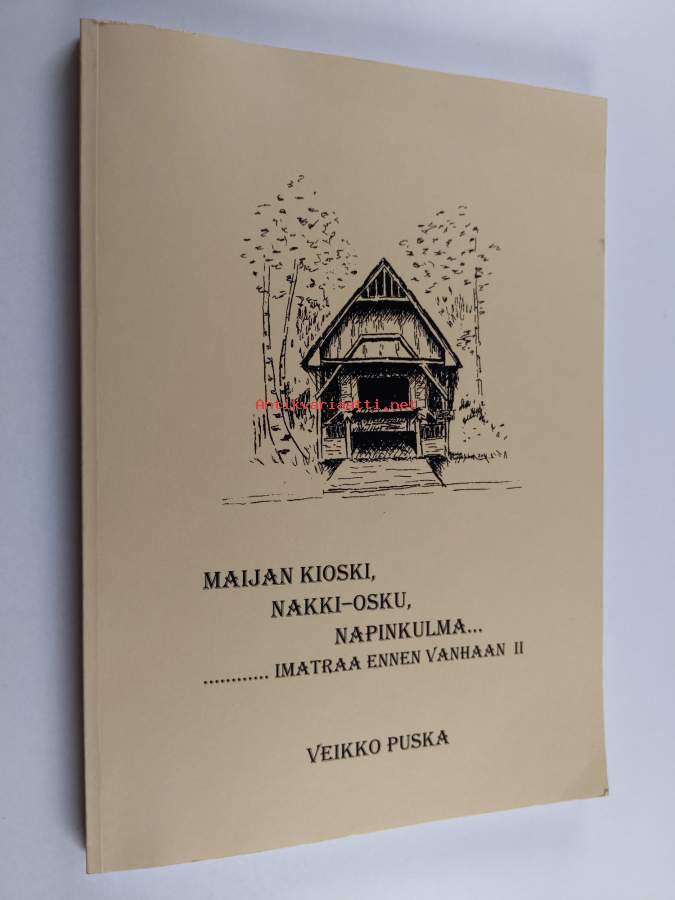 Antikvariaatti.net
MAIJAN KIOSKI,
NAKKI-OSKU,
NAPINKULMA...
............ IMATRAA ENNEN VANHAAN II
VEIKKO PUSKA